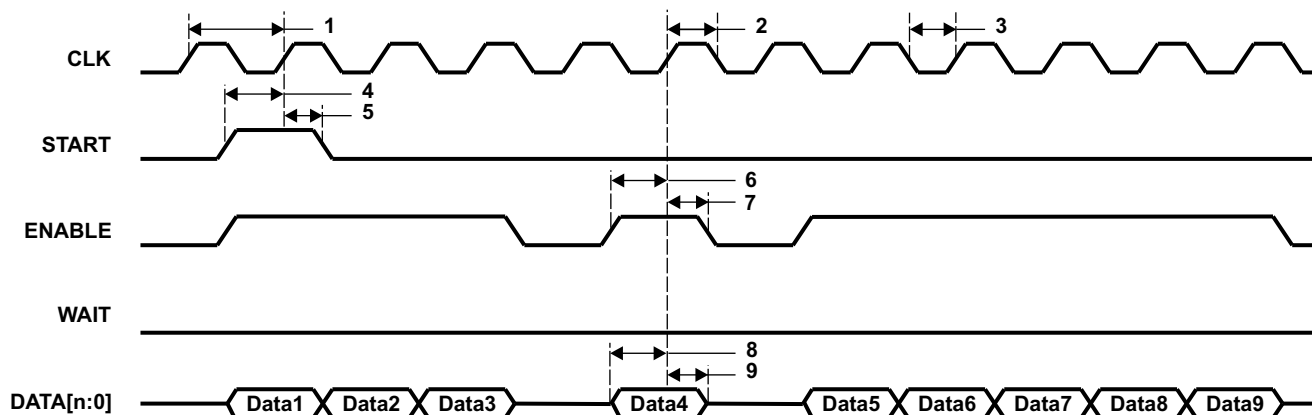 1 2 3
CLK
4
5
START
6
7
ENABLE
WAIT
8
9
DATA[n:0] Data1 Data2 Data3 Data4 Data5 Data6 Data7 Data8 Data9